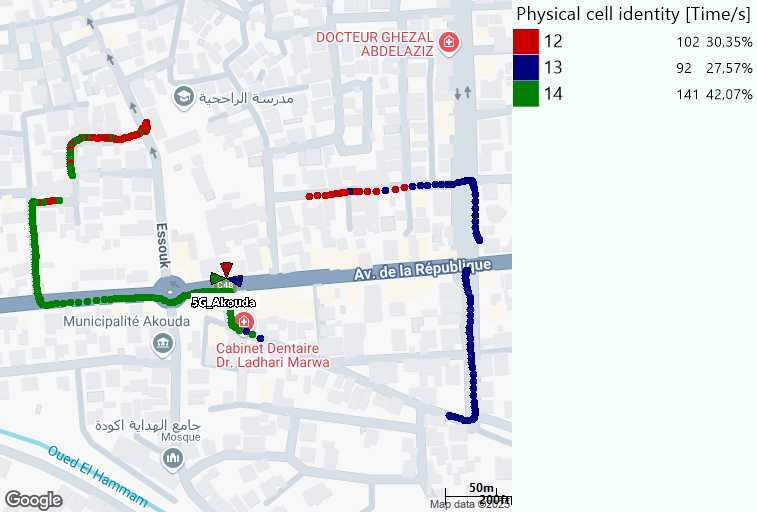 Physical cell identity [Time/s]
12 102 30,35%
13 92 27,57%
14 141 42,07%
DOCTEUR GHEZAL
ABDELAZIZ
مدرسة الراجحية
Essouk
Av. de la République
5G_Akouda
Municipalité Akouda
Cabinet Dentaire
Dr. Ladhari Marwa
جامع الهداية اكودة
Mosque
Oued El Hammam
50m
200ft
Google
Map data ©2025